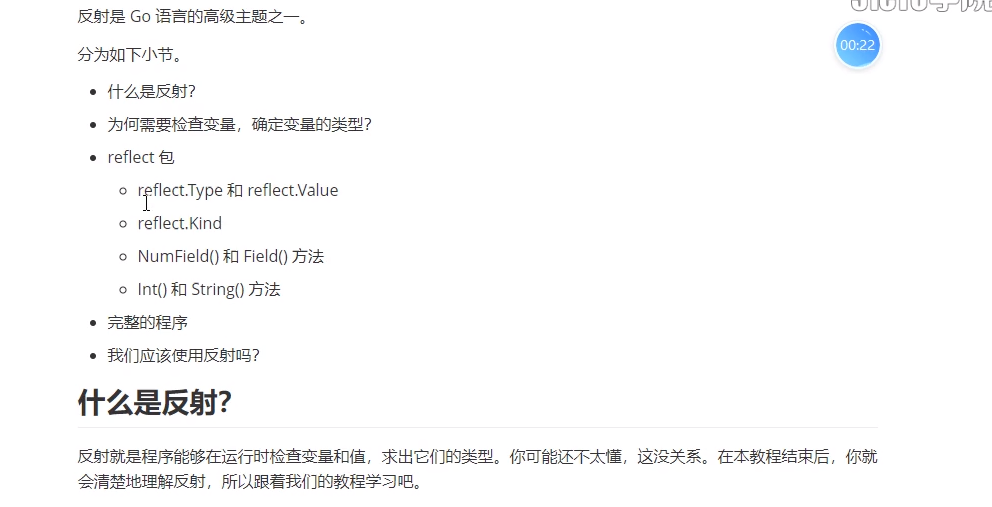 反射是 Go 语言的高级主题之一。
00:22
分为如下小节。
什么是反射?
为何需要检查变量，确定变量的类型?
reflect 包
reflect.Type 和 reflect.Value
reflect.Kind
NumField() 和 Field() 方法
Int() 和 String() 方法
完整的程序
我们应该使用反射吗?
什么是反射?
反射就是程序能够在运行时检查变量和值，求出它们的类型。你可能还不太懂，这没关系。在本教程结束后，你就
会清楚地理解反射，所以跟着我们的教程学习吧。